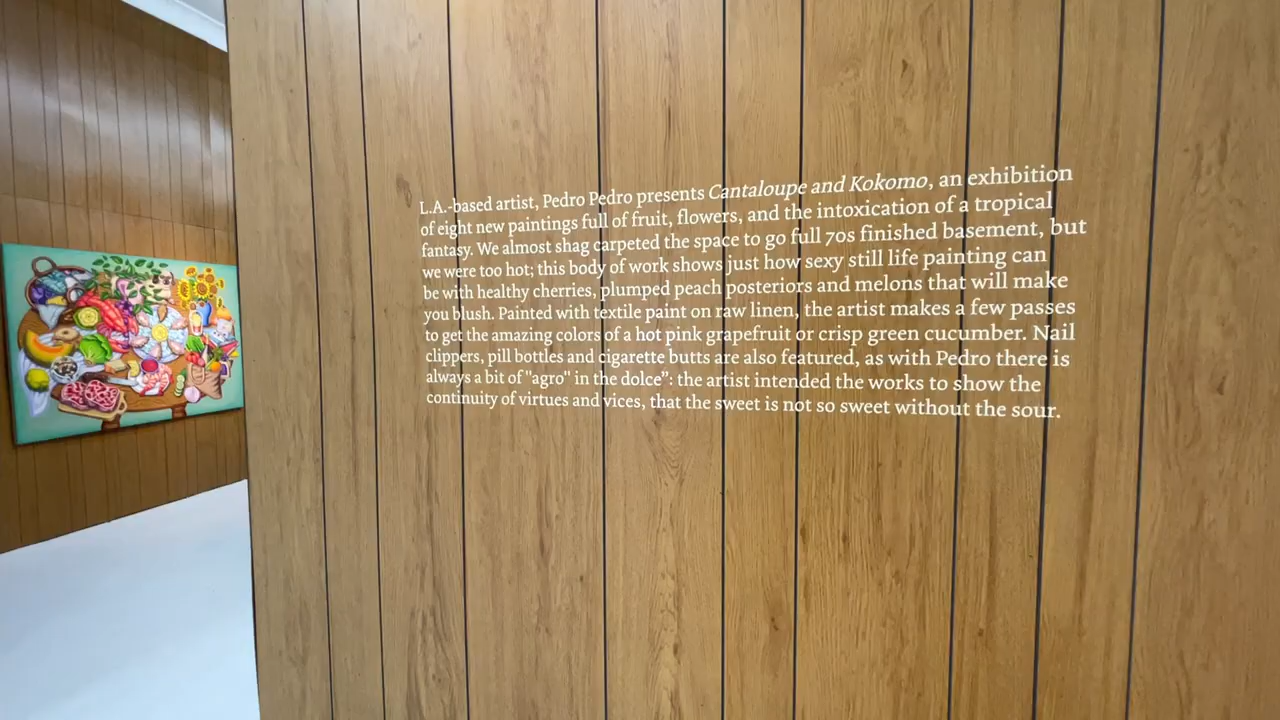 L.A.-based artist, Pedro Pedro presents Cantaloupe and Kokomo, an exhibition
of eight new paintings full of fruit, flowers, and the intoxication of a tropical
fantasy. We almost shag carpeted the space to go full 70s finished basement, but
we were too hot; this body of work shows just how sexy still life painting can
be with healthy cherries, plumped peach posteriors and melons that will make
you blush. Painted with textile paint on raw linen, the artist makes a few passes
to get the amazing colors of a hot pink grapefruit or crisp green cucumber. Nail
clippers, pill bottles and cigarette butts are also featured, as with Pedro there is
always a bit of "agro" in the dolce”: the artist intended the works to show the
continuity of virtues and vices, that the sweet is not so sweet without the sour.